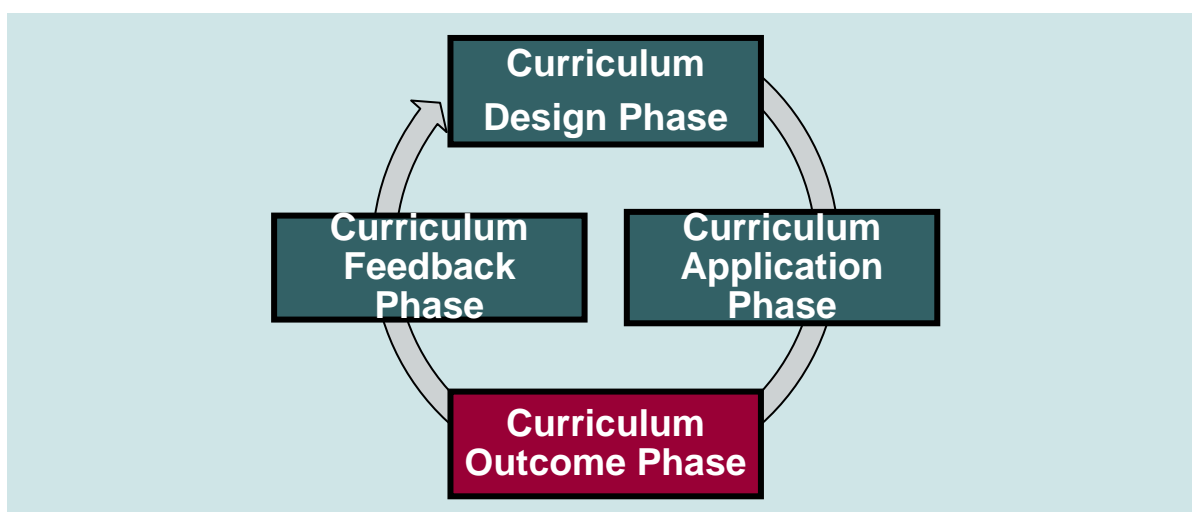 Curriculum
Design Phase
Curriculum
Feedback
Phase
Curriculum
Application
Phase
Curriculum
Outcome Phase